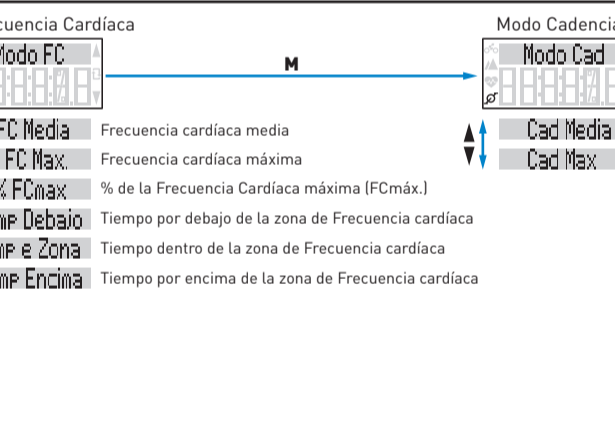 cuencia Cardíaca
Modo Cadencia
Modo FC
M
Modo Cad
FC Media Frecuencia cardíaca media
FC Max. Frecuencia cardíaca máxima
% FCmax % de la Frecuencia Cardíaca máxima (FCmáx.)
mp Debajo Tiempo por debajo de la zona de Frecuencia cardíaca
mp e Zona Tiempo dentro de la zona de Frecuencia cardíaca
mp Encima Tiempo por encima de la zona de Frecuencia cardíaca
Cad Media
Cad Max